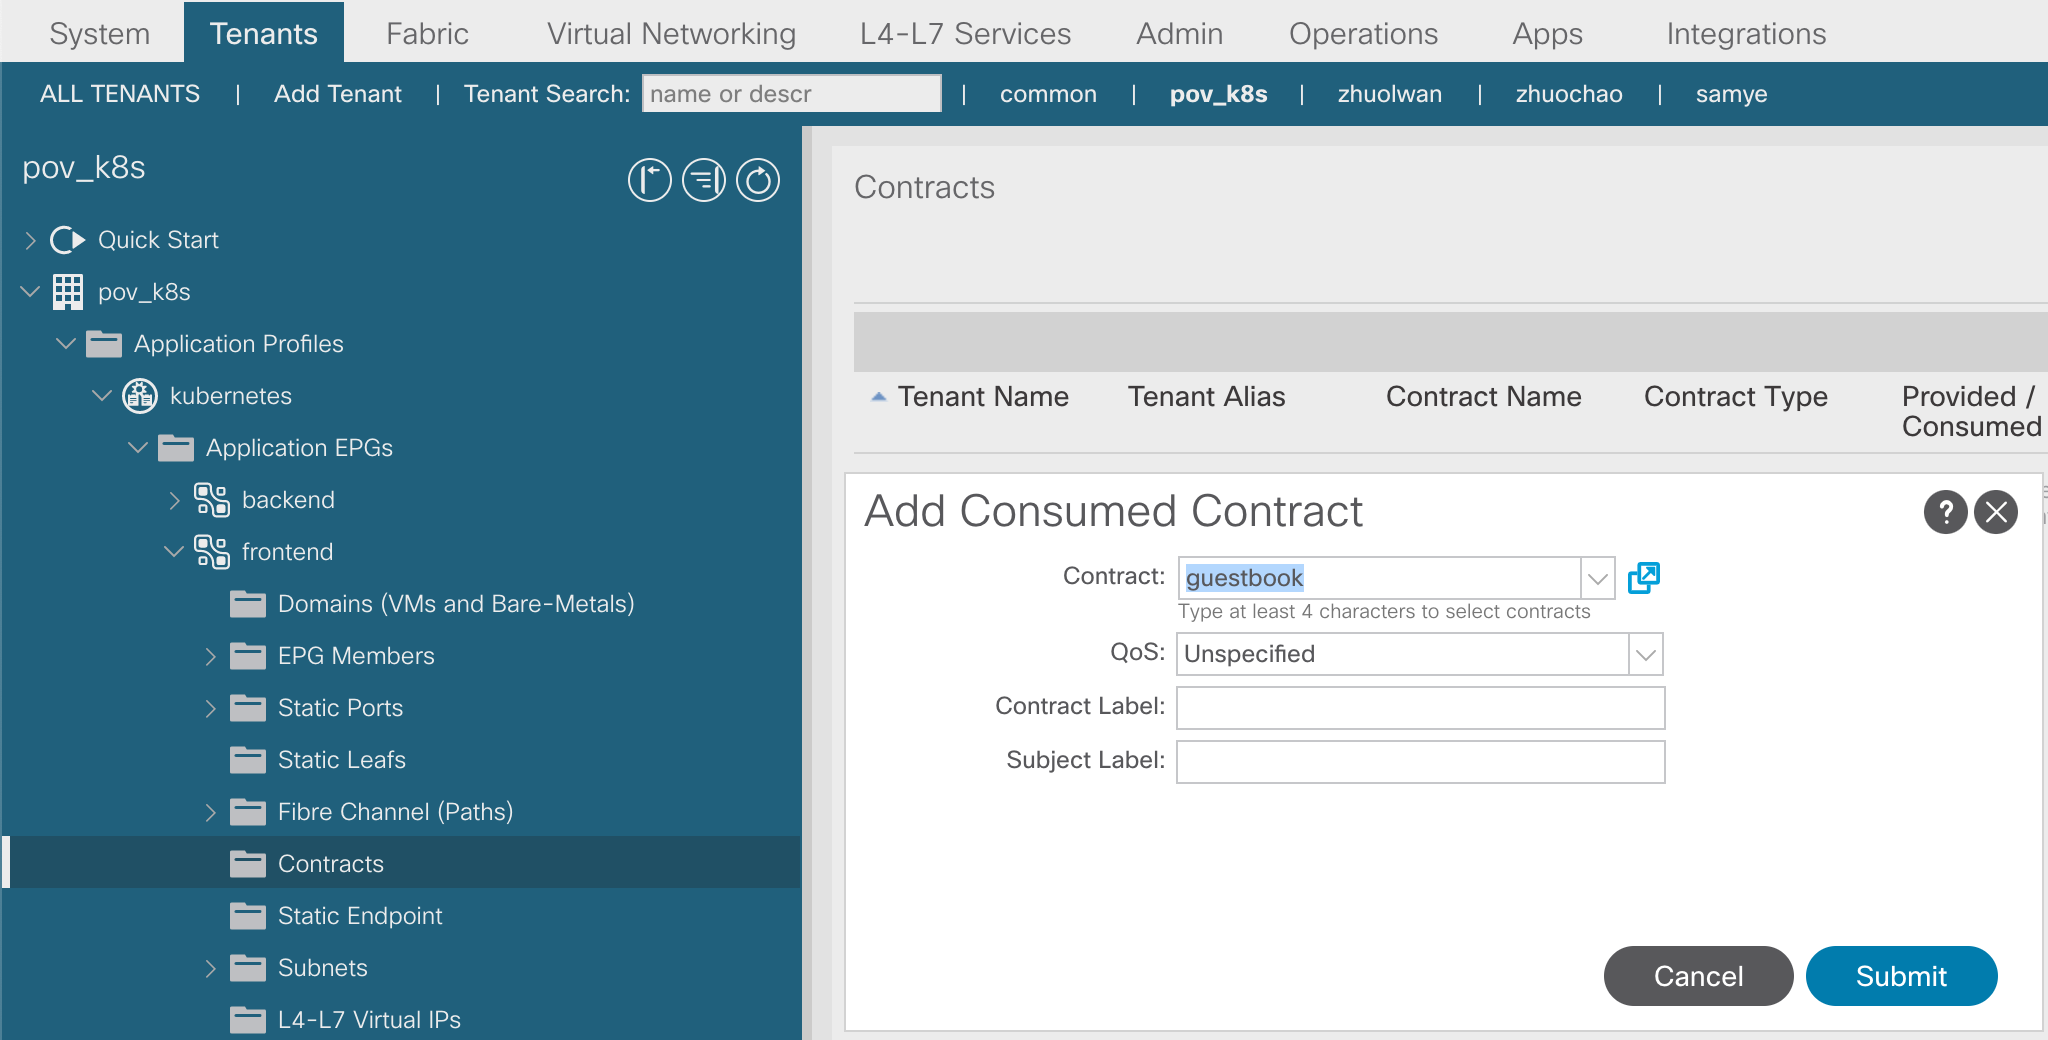 System Tenants Fabric Virtual Networking L4-L7 Services Admin Operations Apps Integrations
ALL TENANTS | Add Tenant | Tenant Search: name or descr | common | pov_k8s | zhuolwan | zhuochao | samye
pov_k8s
Quick Start
pov_k8s
Application Profiles
kubernetes
Application EPGs
backend
frontend
Domains (VMs and Bare-Metals)
EPG Members
Static Ports
Static Leafs
Fibre Channel (Paths)
Contracts
Static Endpoint
Subnets
L4-L7 Virtual IPs
Contracts
Tenant Name Tenant Alias Contract Name Contract Type Provided /
Consumed
Add Consumed Contract
?
Contract: guestbook
Type at least 4 characters to select contracts
QoS: Unspecified
Contract Label:
Subject Label:
Cancel Submit